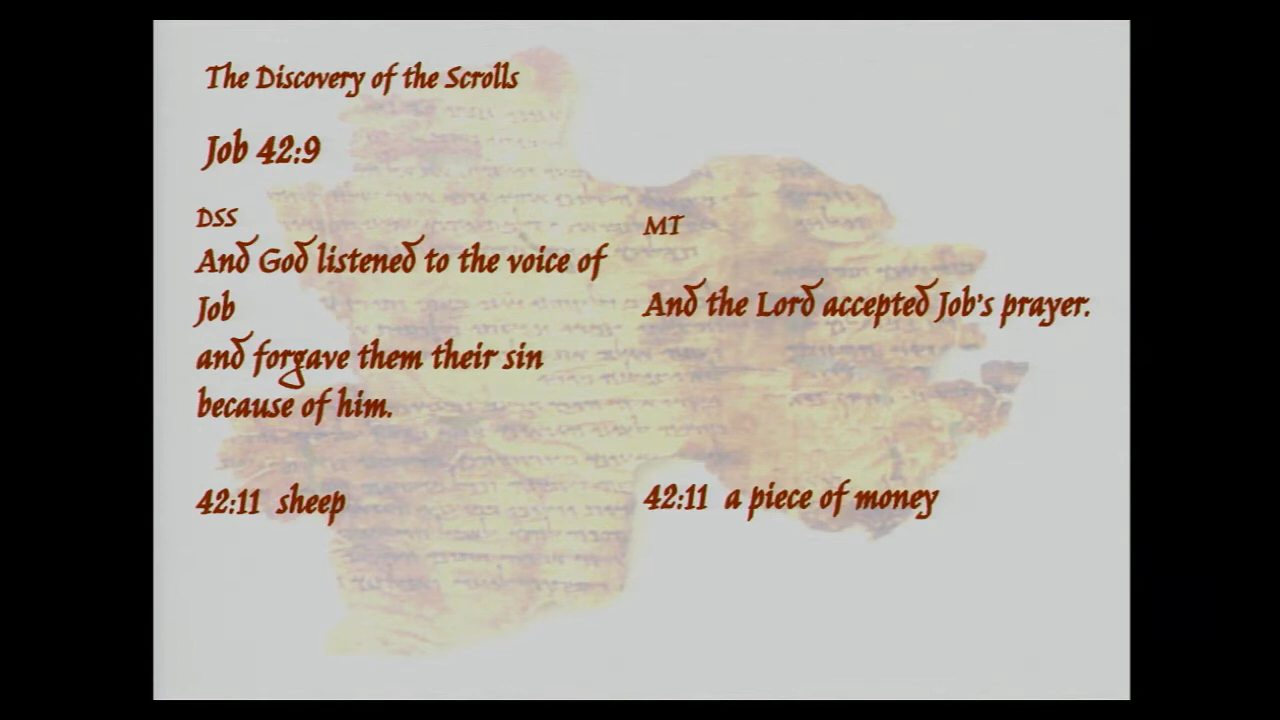 The Discovery of the Scrolls
Job 42:9
DSS
And God listened to the voice of
Job
and forgave them their sin
because of him.
42:11 sheep
MT
And the Lord accepted Job's prayer.
42:11 a piece of money